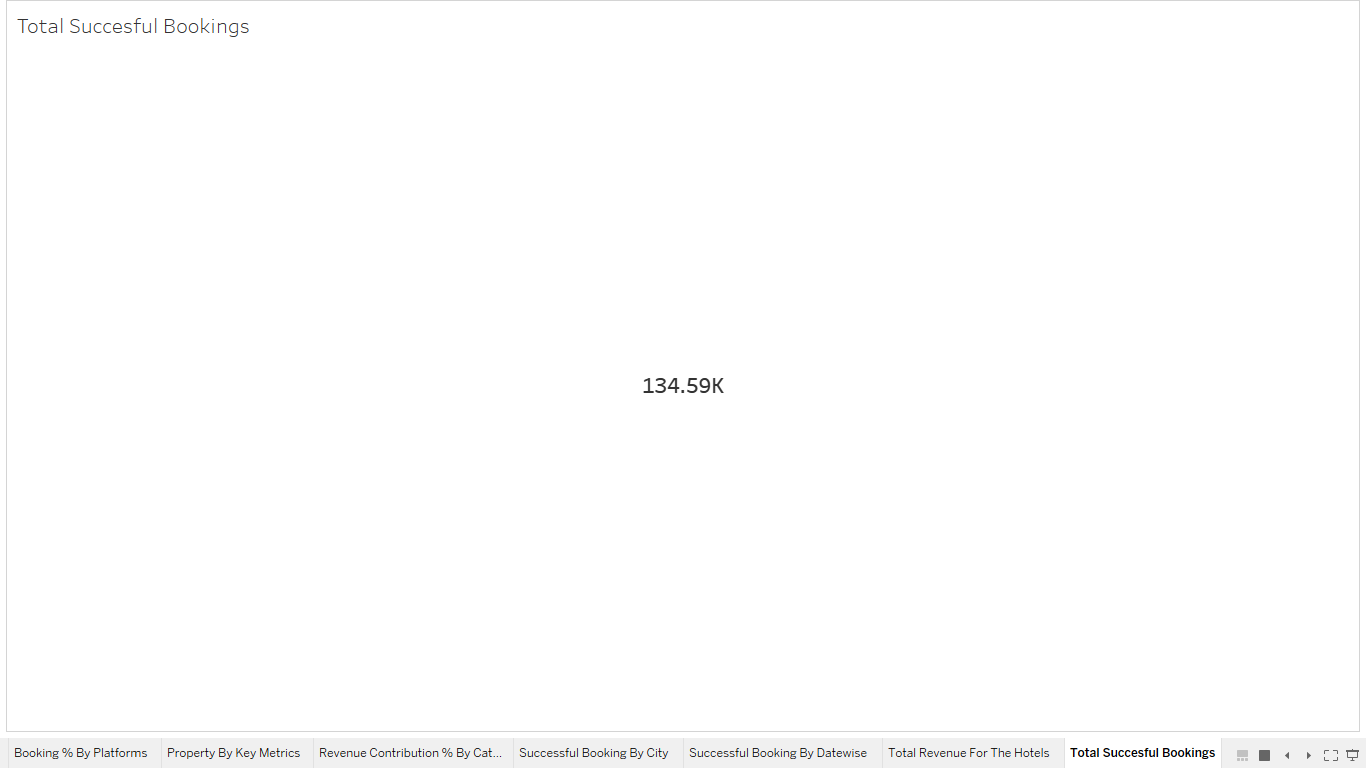 Total Succesful Bookings
134.59K
Booking % By Platforms
Property By Key Metrics
Revenue Contribution % By Cat...
Successful Booking By City
Successful Booking By Datewise
Total Revenue For The Hotels
Total Succesful Bookings